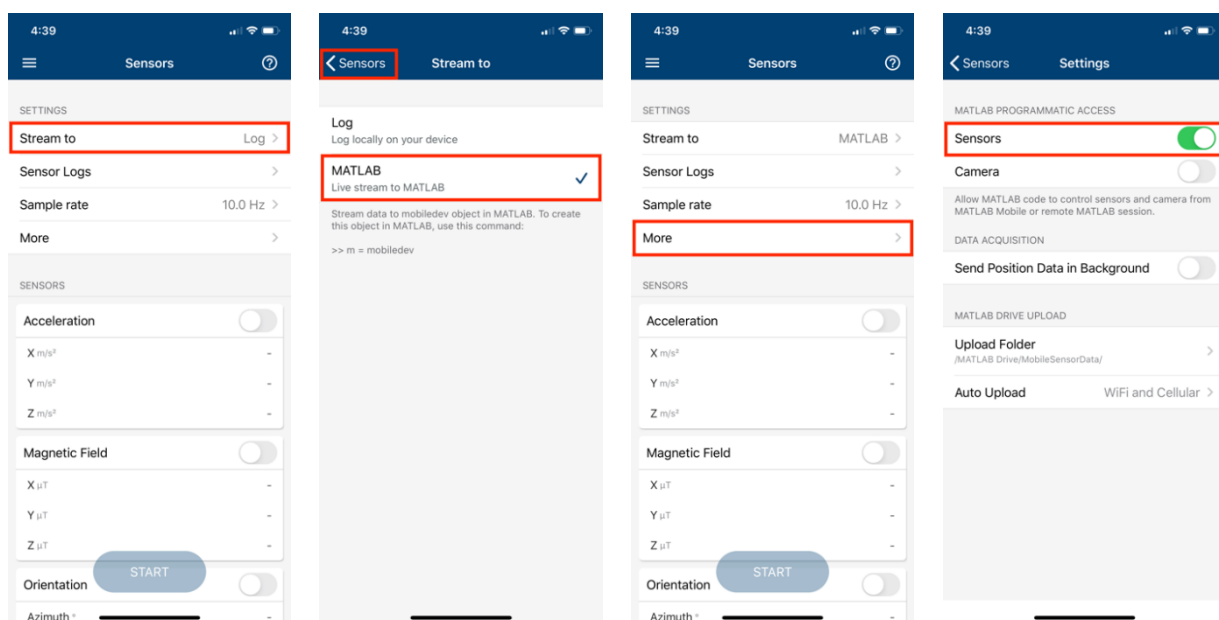 4:39
Sensors
SETTINGS
Stream to Log
Sensor Logs
Sample rate 10.0 Hz
More
SENSORS
Acceleration
X m/s² -
Y m/s² -
Z m/s² -
Magnetic Field
X µT -
Y µT -
Z µT -
START
Orientation
Azimuth ° -
4:39
Sensors Stream to
Log
Log locally on your device
MATLAB
Live stream to MATLAB
Stream data to mobiledev object in MATLAB. To create
this object in MATLAB, use this command:
>> m = mobiledev
4:39
Sensors
SETTINGS
Stream to MATLAB
Sensor Logs
Sample rate 10.0 Hz
More
SENSORS
Acceleration
X m/s² -
Y m/s² -
Z m/s² -
Magnetic Field
X µT -
Y µT -
Z µT -
START
Orientation
Azimuth ° -
4:39
Sensors Settings
MATLAB PROGRAMMATIC ACCESS
Sensors
Camera
Allow MATLAB code to control sensors and camera from
MATLAB Mobile or remote MATLAB session.
DATA ACQUISITION
Send Position Data in Background
MATLAB DRIVE UPLOAD
Upload Folder
/MATLAB Drive/MobileSensorData/
Auto Upload WiFi and Cellular